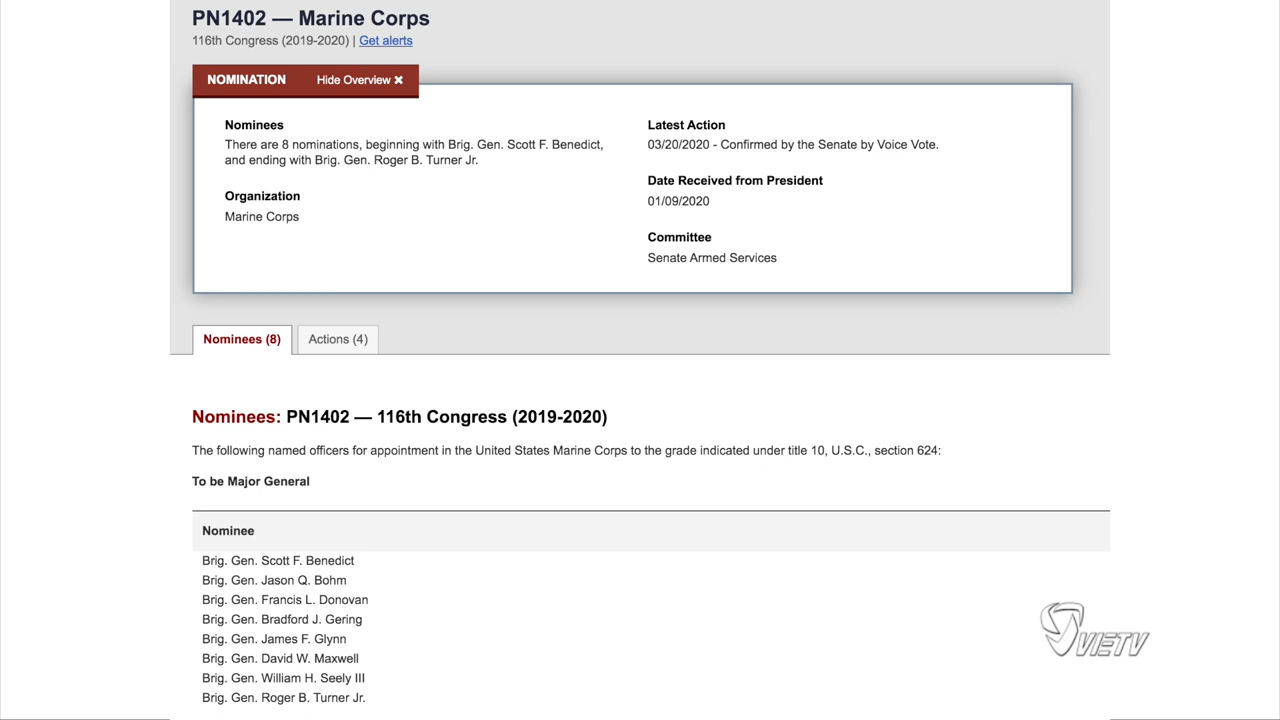 PN1402 — Marine Corps
116th Congress (2019-2020) | Get alerts
NOMINATION Hide Overview ✖
Nominees
There are 8 nominations, beginning with Brig. Gen. Scott F. Benedict,
and ending with Brig. Gen. Roger B. Turner Jr.
Organization
Marine Corps
Latest Action
03/20/2020 - Confirmed by the Senate by Voice Vote.
Date Received from President
01/09/2020
Committee
Senate Armed Services
Nominees (8) Actions (4)
Nominees: PN1402 — 116th Congress (2019-2020)
The following named officers for appointment in the United States Marine Corps to the grade indicated under title 10, U.S.C., section 624:
To be Major General
Nominee
Brig. Gen. Scott F. Benedict
Brig. Gen. Jason Q. Bohm
Brig. Gen. Francis L. Donovan
Brig. Gen. Bradford J. Gering
Brig. Gen. James F. Glynn
Brig. Gen. David W. Maxwell
Brig. Gen. William H. Seely III
Brig. Gen. Roger B. Turner Jr.
VIETV